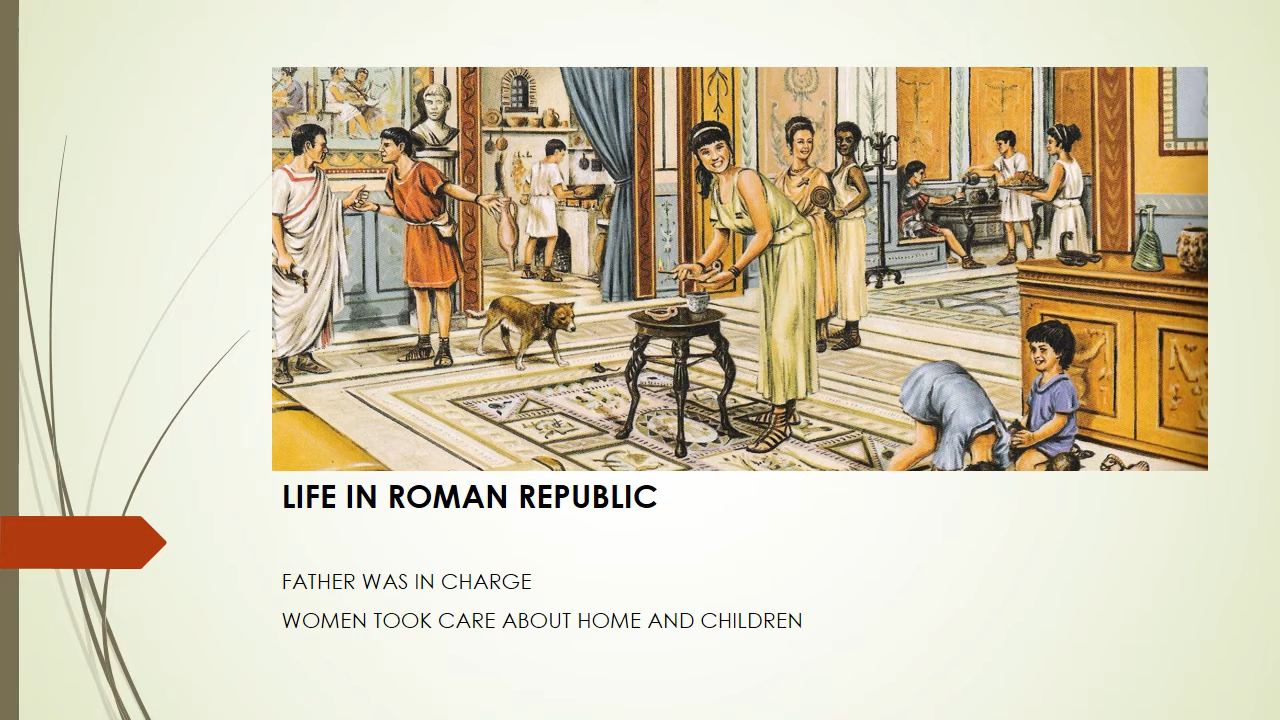 LIFE IN ROMAN REPUBLIC
FATHER WAS IN CHARGE
WOMEN TOOK CARE ABOUT HOME AND CHILDREN